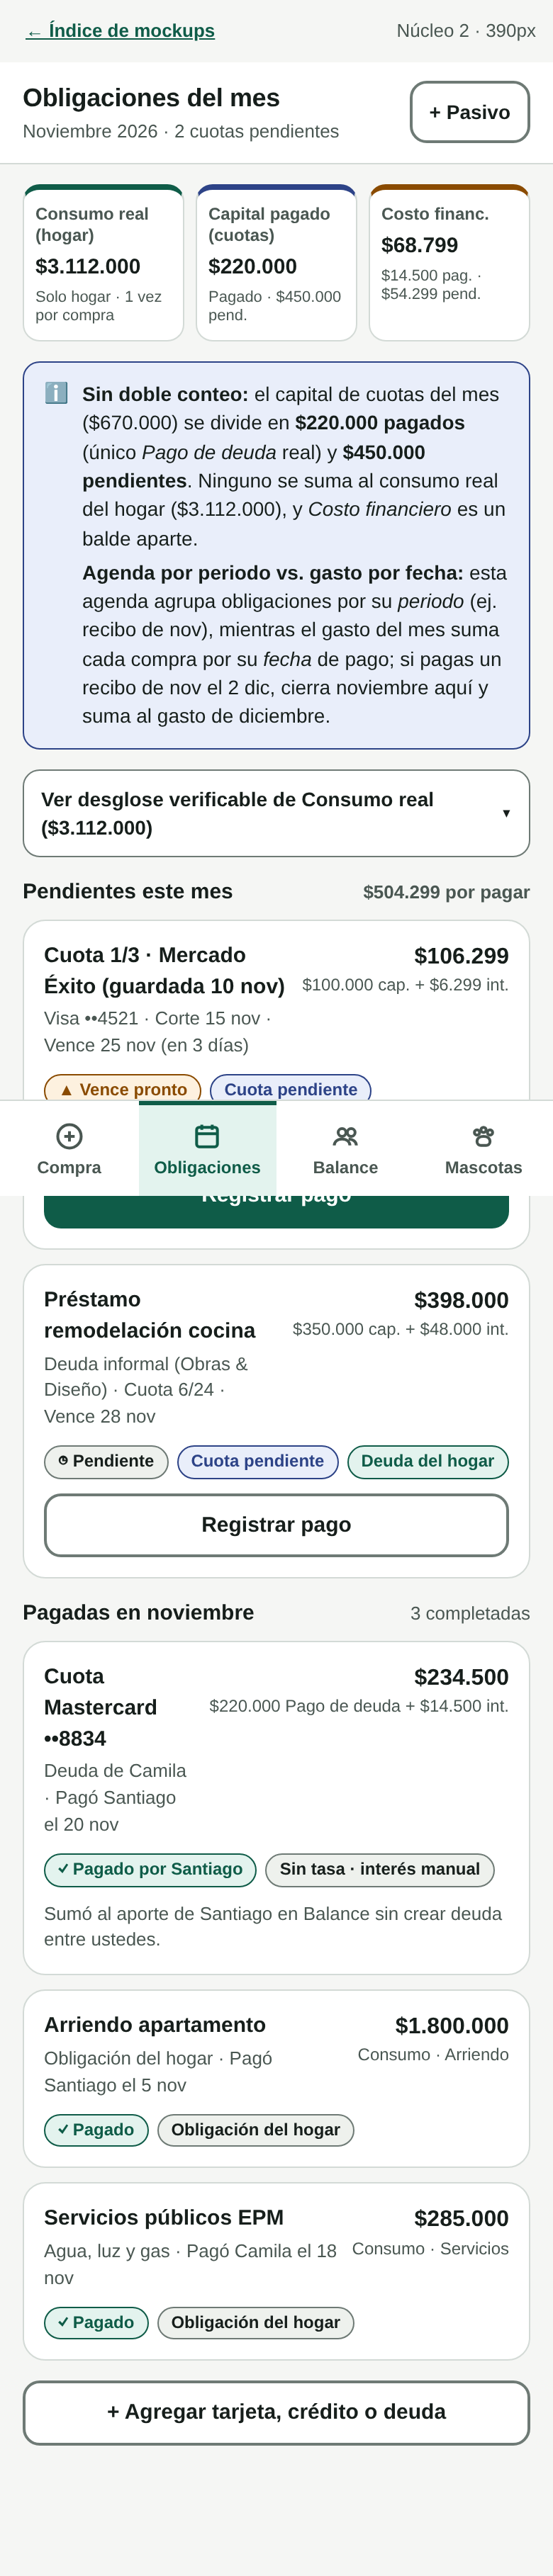 ← Índice de mockups
Núcleo 2 · 390px
Obligaciones del mes
Noviembre 2026 · 2 cuotas pendientes
+ Pasivo
Consumo real
(hogar)
$3.112.000
Solo hogar · 1 vez
por compra
Capital pagado
(cuotas)
$220.000
Pagado · $450.000
pend.
Costo financ.
$68.799
$14.500 pag. ·
$54.299 pend.
Sin doble conteo: el capital de cuotas del mes
($670.000) se divide en $220.000 pagados
(único Pago de deuda real) y $450.000
pendientes. Ninguno se suma al consumo real
del hogar ($3.112.000), y Costo financiero es un
balde aparte.
Agenda por periodo vs. gasto por fecha: esta
agenda agrupa obligaciones por su periodo (ej.
recibo de nov), mientras el gasto del mes suma
cada compra por su fecha de pago; si pagas un
recibo de nov el 2 dic, cierra noviembre aquí y
suma al gasto de diciembre.
Ver desglose verificable de Consumo real
($3.112.000)
Pendientes este mes
$504.299 por pagar
Cuota 1/3 · Mercado
Éxito (guardada 10 nov)
$106.299
$100.000 cap. + $6.299 int.
Visa ••4521 · Corte 15 nov ·
Vence 25 nov (en 3 días)
▲ Vence pronto
Cuota pendiente
Compra
Obligaciones
Balance
Mascotas
Registrar pago
Préstamo
remodelación cocina
$398.000
$350.000 cap. + $48.000 int.
Deuda informal (Obras &
Diseño) · Cuota 6/24 ·
Vence 28 nov
Pendiente
Cuota pendiente
Deuda del hogar
Registrar pago
Pagadas en noviembre
3 completadas
Cuota
Mastercard
••8834
$234.500
$220.000 Pago de deuda + $14.500 int.
Deuda de Camila
· Pagó Santiago
el 20 nov
✓ Pagado por Santiago
Sin tasa · interés manual
Sumó al aporte de Santiago en Balance sin crear deuda
entre ustedes.
Arriendo apartamento
$1.800.000
Obligación del hogar · Pagó
Santiago el 5 nov
Consumo · Arriendo
✓ Pagado
Obligación del hogar
Servicios públicos EPM
$285.000
Agua, luz y gas · Pagó Camila el 18
nov
Consumo · Servicios
✓ Pagado
Obligación del hogar
+ Agregar tarjeta, crédito o deuda